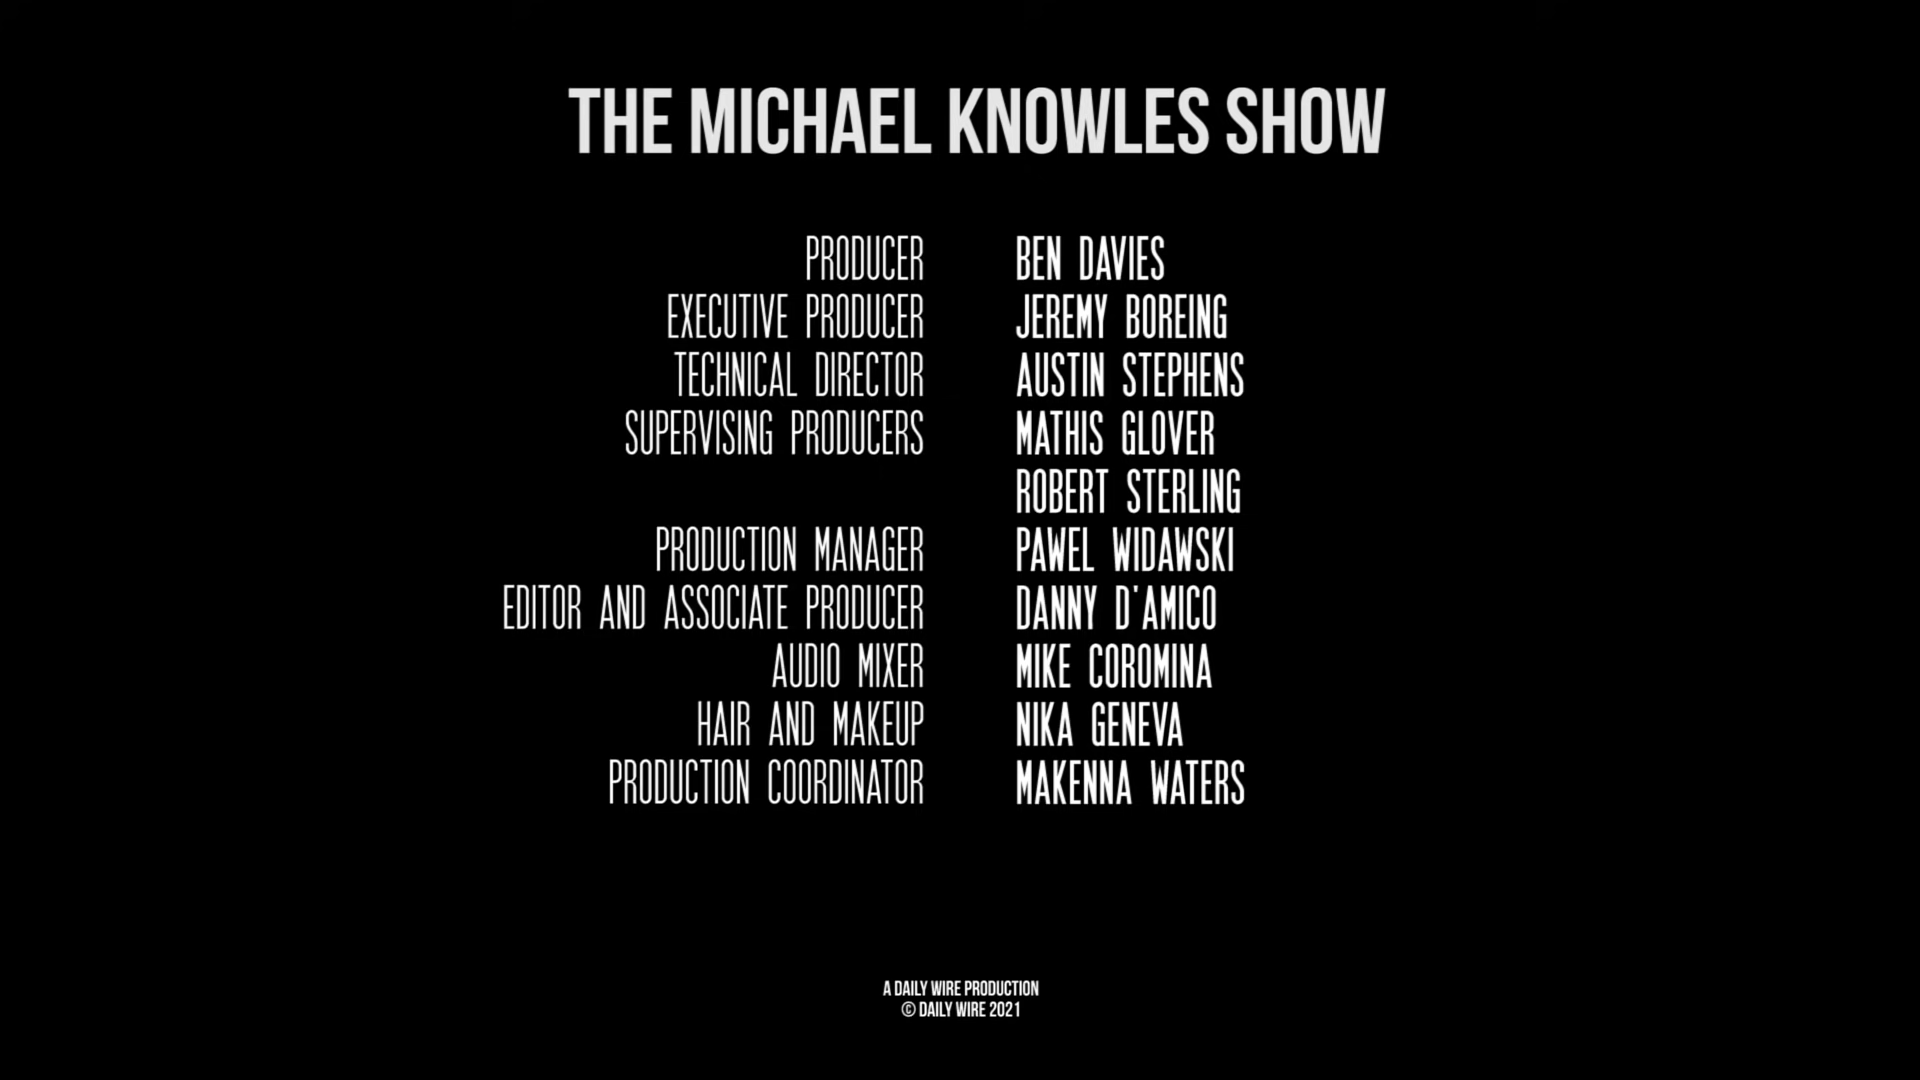 THE MICHAEL KNOWLES SHOW
PRODUCER BEN DAVIES
EXECUTIVE PRODUCER JEREMY BOREING
TECHNICAL DIRECTOR AUSTIN STEPHENS
SUPERVISING PRODUCERS MATHIS GLOVER
ROBERT STERLING
PRODUCTION MANAGER PAWEL WIDAWSKI
EDITOR AND ASSOCIATE PRODUCER DANNY D'AMICO
AUDIO MIXER MIKE COROMINA
HAIR AND MAKEUP NIKA GENEVA
PRODUCTION COORDINATOR MAKENNA WATERS
A DAILY WIRE PRODUCTION
© DAILY WIRE 2021